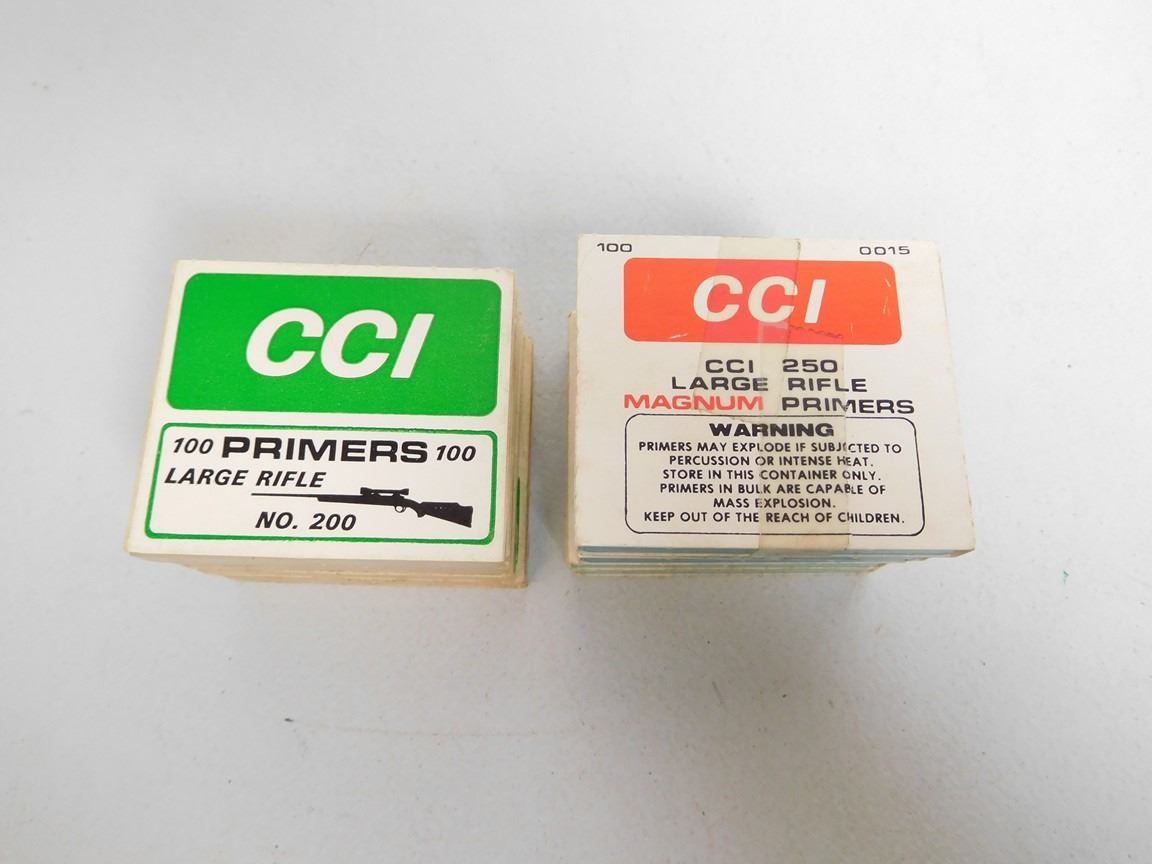 CCI
100 PRIMERS 100
LARGE RIFLE
NO. 200
100 0015
CCI
CCI 250
LARGE RIFLE
MAGNUM PRIMERS
WARNING
PRIMERS MAY EXPLODE IF SUBJECTED TO
PERCUSSION OR INTENSE HEAT.
STORE IN THIS CONTAINER ONLY.
PRIMERS IN BULK ARE CAPABLE OF
MASS EXPLOSION.
KEEP OUT OF THE REACH OF CHILDREN.